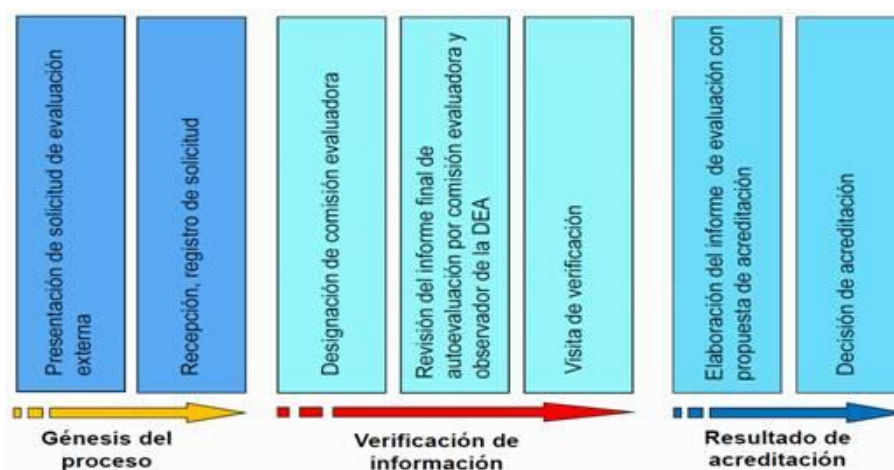 Presentación de solicitud de evaluación
externa
Recepción, registro de solicitud
Designación de comisión evaluadora
Revisión del informe final de
autoevaluación por comisión evaluadora y
observador de la DEA
Visita de verificación
Elaboración del informe de evaluación con
propuesta de acreditación
Decisión de acreditación
Génesis del
proceso
Verificación de
información
Resultado de
acreditación